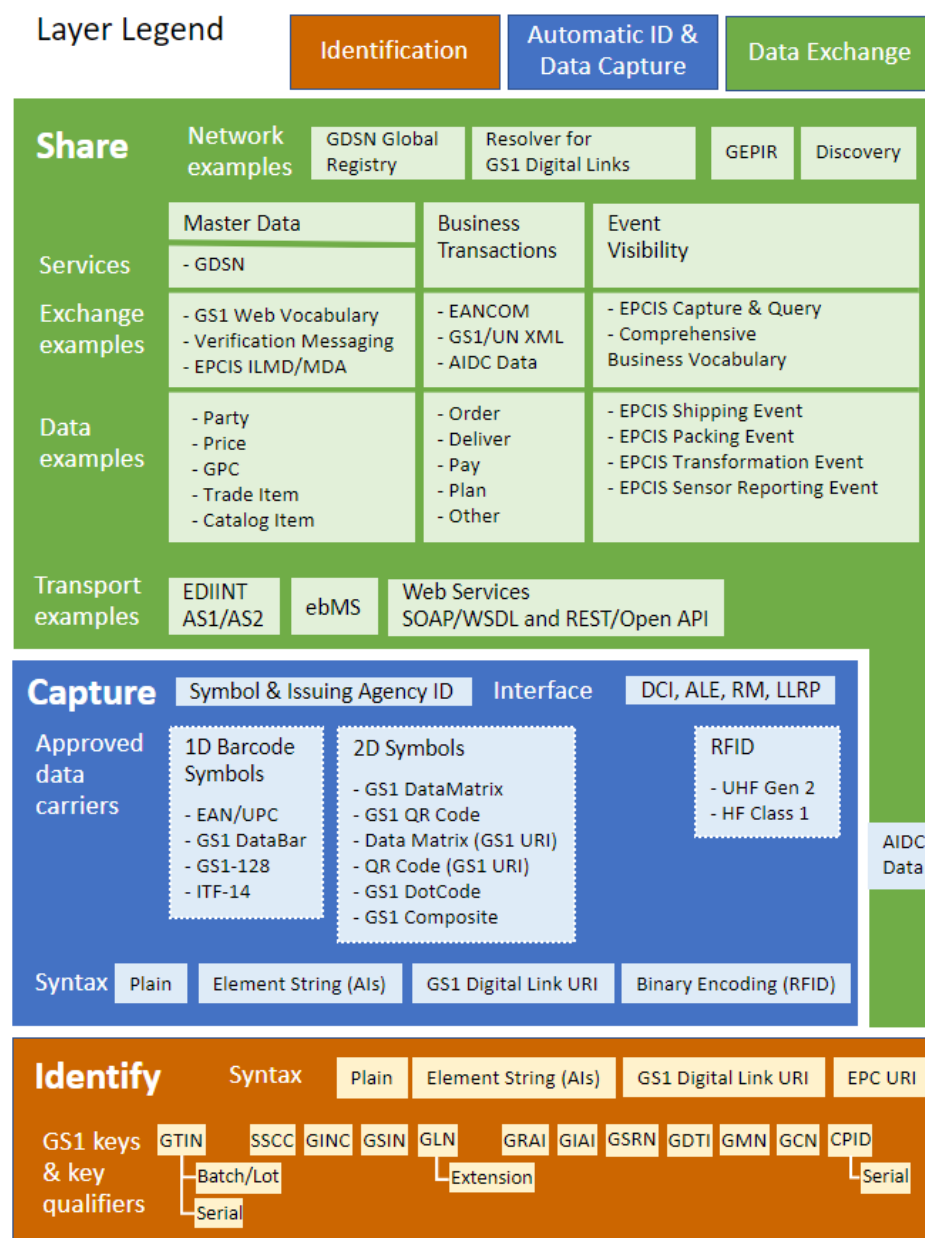 Layer Legend
Identification
Automatic ID &
Data Capture
Data Exchange
Share
Network
examples
GDSN Global
Registry
Resolver for
GS1 Digital Links
GEPIR
Discovery
Master Data
Business
Transactions
Event
Visibility
Services
- GDSN
Exchange
examples
- GS1 Web Vocabulary
- Verification Messaging
- EPCIS ILMD/MDA
- EANCOM
- GS1/UN XML
- AIDC Data
- EPCIS Capture & Query
- Comprehensive
Business Vocabulary
Data
examples
- Party
- Price
- GPC
- Trade Item
- Catalog Item
- Order
- Deliver
- Pay
- Plan
- Other
- EPCIS Shipping Event
- EPCIS Packing Event
- EPCIS Transformation Event
- EPCIS Sensor Reporting Event
Transport
examples
EDIINT
AS1/AS2
ebMS
Web Services
SOAP/WSDL and REST/Open API
Capture
Symbol & Issuing Agency ID
Interface
DCI, ALE, RM, LLRP
Approved
data
carriers
1D Barcode
Symbols
- EAN/UPC
- GS1 DataBar
- GS1-128
- ITF-14
2D Symbols
- GS1 DataMatrix
- GS1 QR Code
- Data Matrix (GS1 URI)
- QR Code (GS1 URI)
- GS1 DotCode
- GS1 Composite
RFID
- UHF Gen 2
- HF Class 1
AIDC
Data
Syntax
Plain
Element String (AIs)
GS1 Digital Link URI
Binary Encoding (RFID)
Identify
Syntax
Plain
Element String (AIs)
GS1 Digital Link URI
EPC URI
GS1 keys
& key
qualifiers
GTIN
SSCC
GINC
GSIN
GLN
GRAI
GIAI
GSRN
GDTI
GMN
GCN
CPID
Batch/Lot
Extension
Serial
Serial